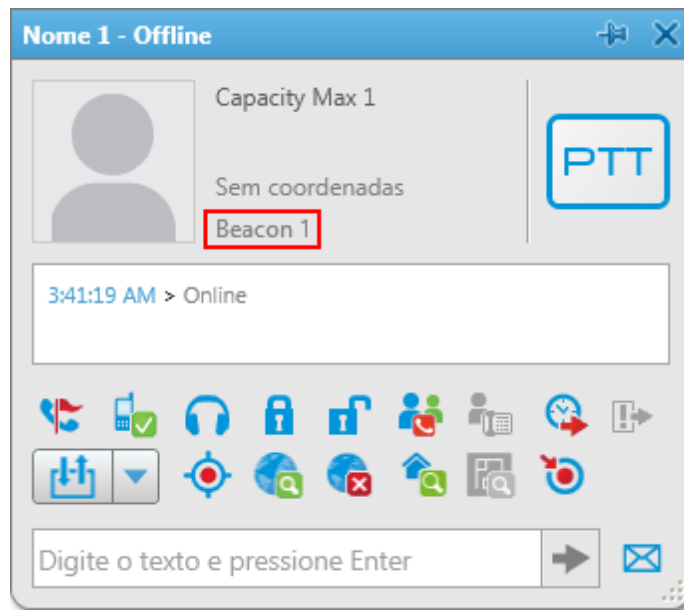 Nome 1 - Offline
Capacity Max 1
PTT
Sem coordenadas
Beacon 1
3:41:19 AM > Online
Digite o texto e pressione Enter